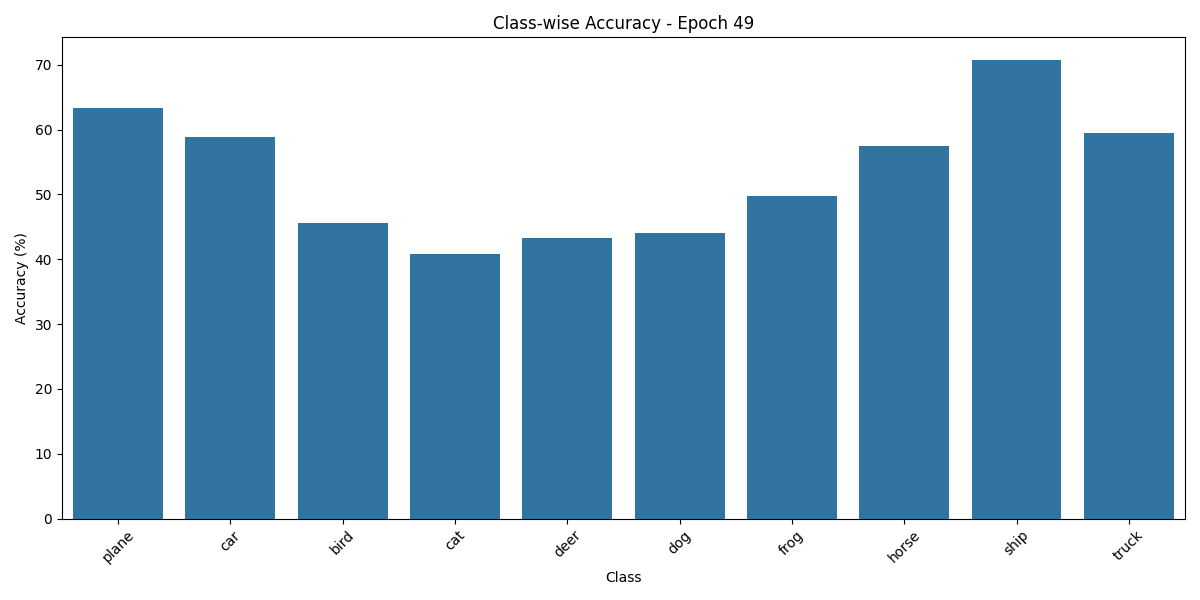 Class-wise Accuracy - Epoch 49
Accuracy (%)
70
60
50
40
30
20
10
0
plane
car
bird
cat
deer
dog
frog
horse
ship
truck
Class